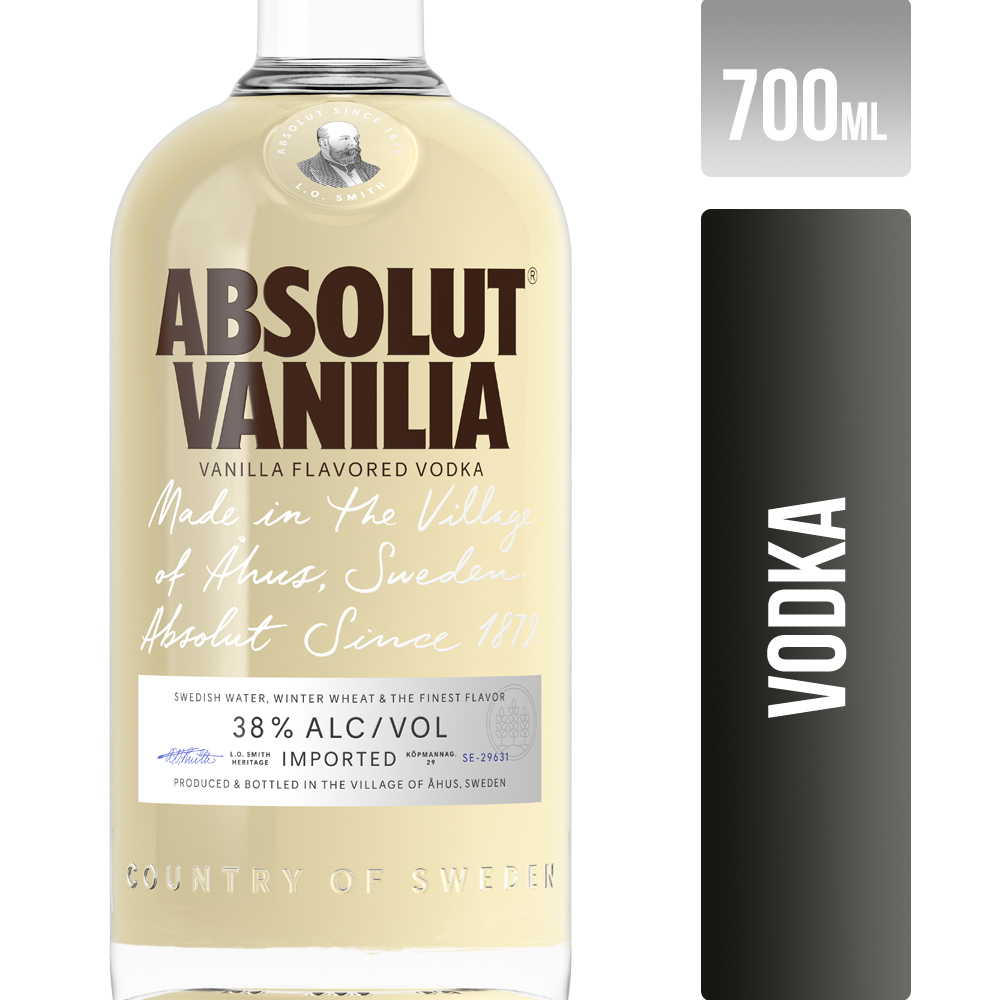 ABSOLUT SINCE 1879
L.O. SMITH
ABSOLUT®
VANILIA
VANILLA FLAVORED VODKA
Made in the Village
of Åhus, Sweden.
Absolut Since 1879.
SWEDISH WATER, WINTER WHEAT & THE FINEST FLAVOR
38% ALC/VOL
L.O. SMITH HERITAGE IMPORTED KÖPMANNAG. 29 SE-29631
PRODUCED & BOTTLED IN THE VILLAGE OF ÅHUS, SWEDEN
COUNTRY OF SWEDEN
700ML
VODKA